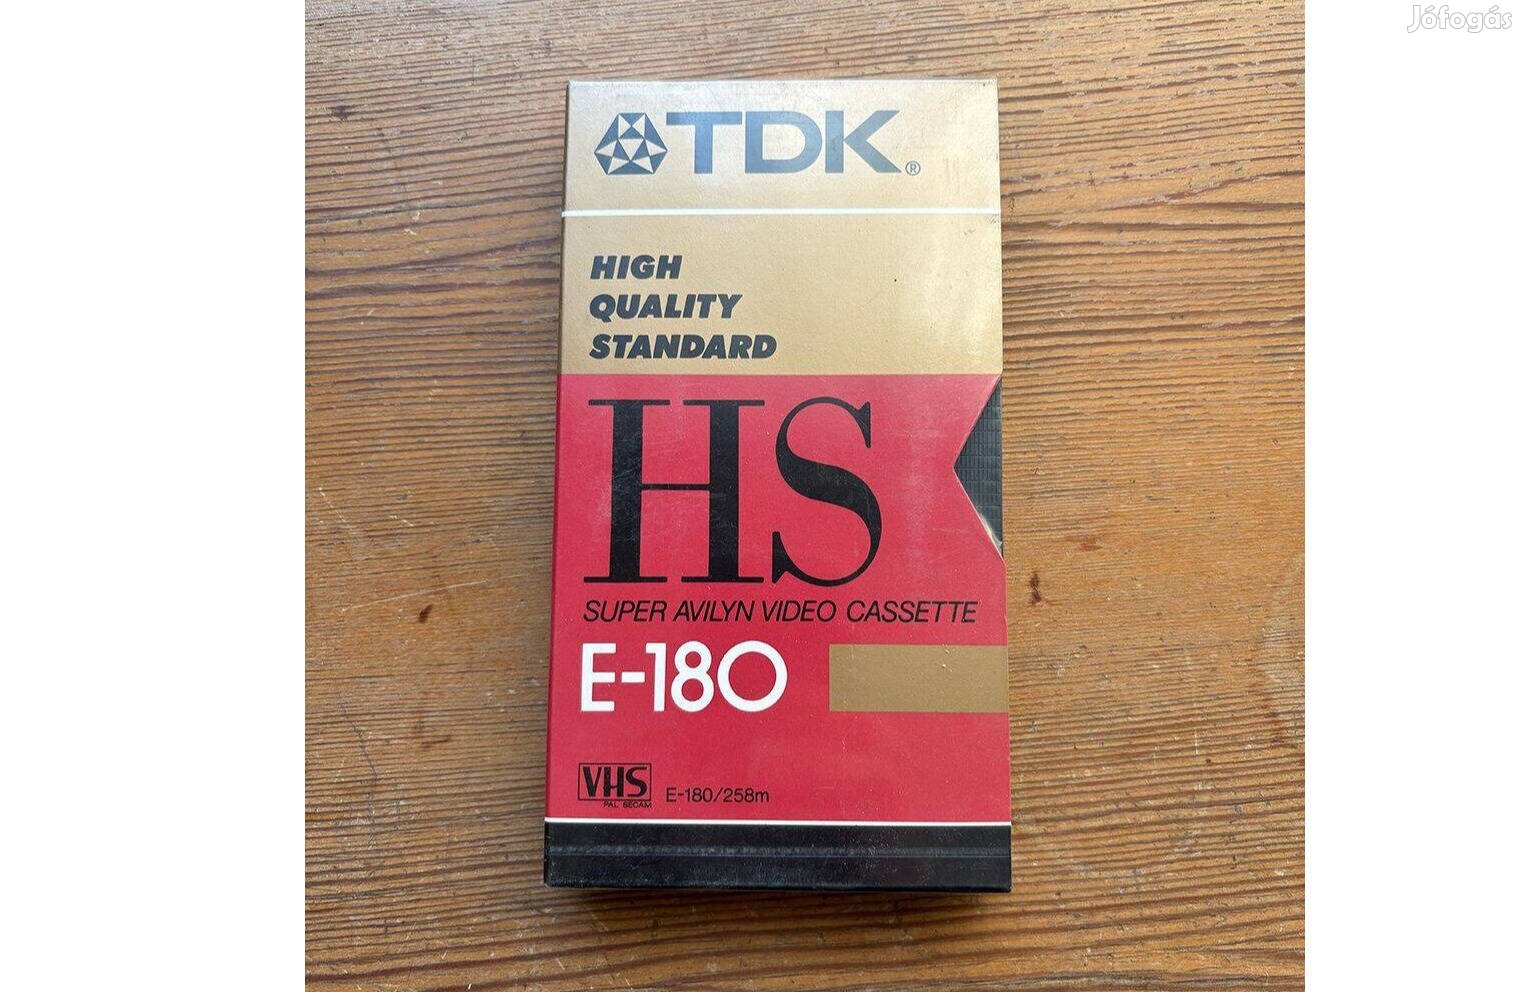 Jófogás
TDK®
HIGH
QUALITY
STANDARD
HS
SUPER AVILYN VIDEO CASSETTE
E-180
VHS
PAL SECAM
E-180/258m